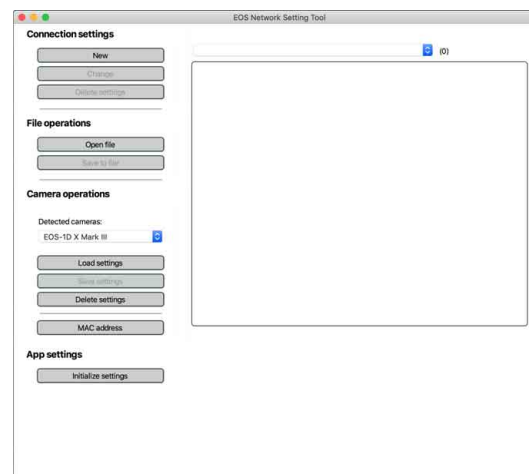 EOS Network Setting Tool
Connection settings
New
Change
Delete settings
(0)
File operations
Open file
Save to file
Camera operations
Detected cameras:
EOS-1D X Mark III
Load settings
Save settings
Delete settings
MAC address
App settings
Initialize settings